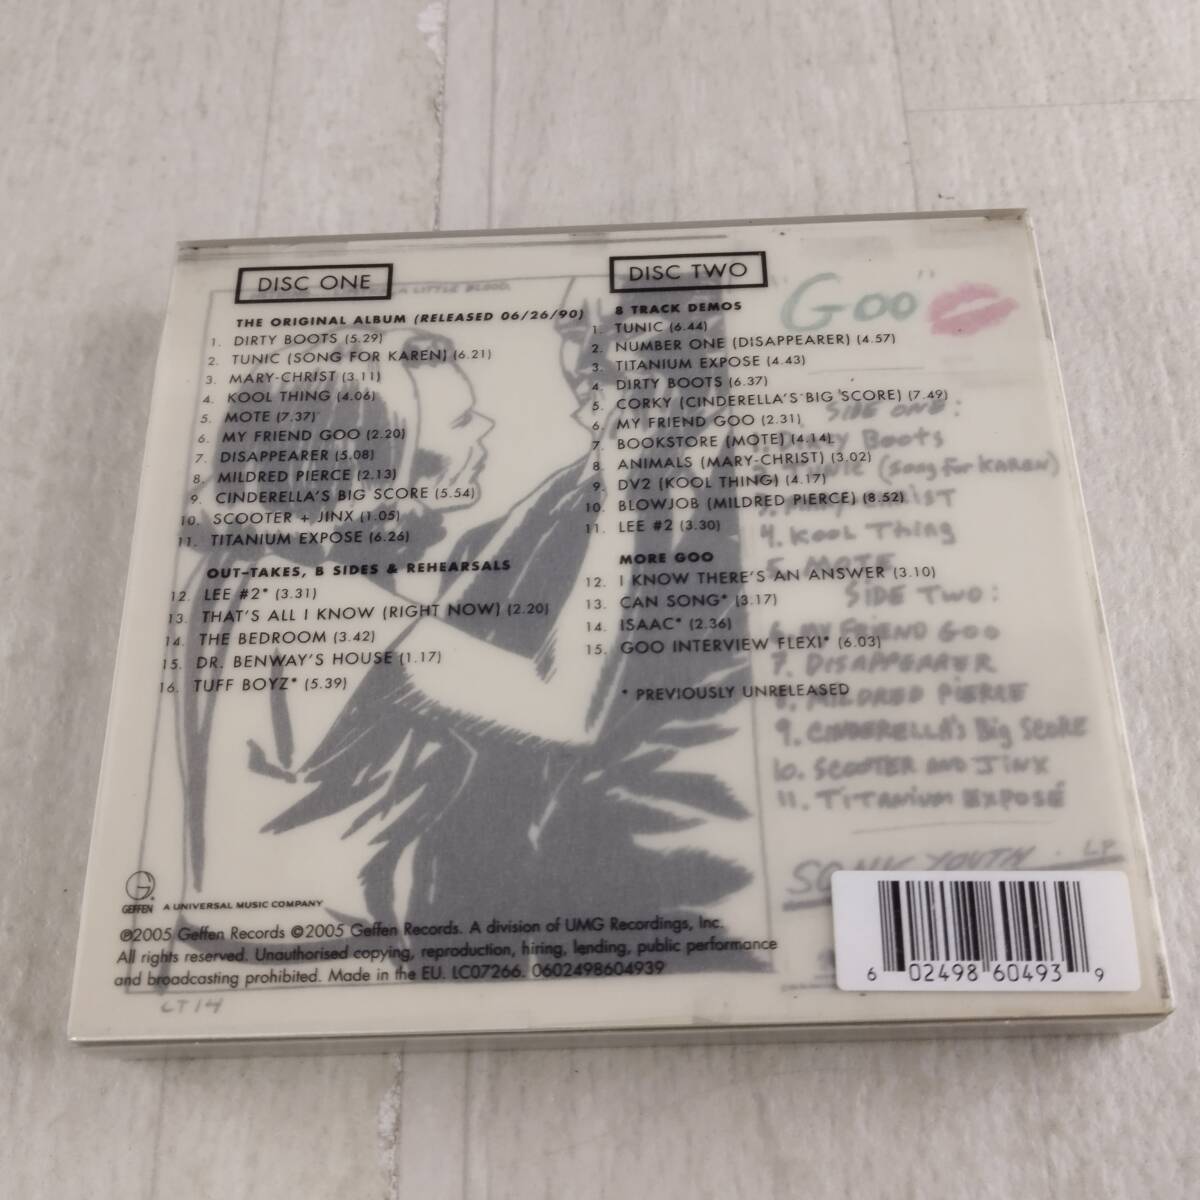 DISC ONE
A LITTLE BLOOD.
THE ORIGINAL ALBUM (RELEASED 06/26/90)
1. DIRTY BOOTS (5.29)
2. TUNIC (SONG FOR KAREN) (6.21)
3. MARY-CHRIST (3.11)
4. KOOL THING (4.06)
5. MOTE (7.37)
6. MY FRIEND GOO (2.20)
7. DISAPPEARER (5.08)
8. MILDRED PIERCE (2.13)
9. CINDERELLA'S BIG SCORE (5.54)
10. SCOOTER + JINX (1.05)
11. TITANIUM EXPOSE (6.26)
OUT-TAKES, B SIDES & REHEARSALS
12. LEE #2* (3.31)
13. THAT'S ALL I KNOW (RIGHT NOW) (2.20)
14. THE BEDROOM (3.42)
15. DR. BENWAY'S HOUSE (1.17)
16. TUFF BOYZ* (5.39)
DISC TWO
8 TRACK DEMOS
1. TUNIC (6.44)
2. NUMBER ONE (DISAPPEARER) (4.57)
3. TITANIUM EXPOSE (4.43)
4. DIRTY BOOTS (6.37)
5. CORKY (CINDERELLA'S BIG SCORE) (7.49)
6. MY FRIEND GOO (2.31)
7. BOOKSTORE (MOTE) (4.14)
8. ANIMALS (MARY-CHRIST) (3.02)
9. DV2 (KOOL THING) (4.17)
10. BLOWJOB (MILDRED PIERCE) (8.52)
11. LEE #2 (3.30)
MORE GOO
12. I KNOW THERE'S AN ANSWER (3.10)
13. CAN SONG* (3.17)
14. ISAAC* (2.36)
15. GOO INTERVIEW FLEXI* (6.03)
* PREVIOUSLY UNRELEASED
"Goo"
SIDE ONE:
Dirty Boots
TUNIC (Song For KAREN)
4. Kool Thing
5. MOTE
SIDE TWO:
6. MY FRIEND GOO
7. DISAPPEARER
8. MILDRED PIERCE
9. CINDERELLA'S Big SCORE
10. SCOOTER AND JINX
11. TITANIUM EXPOSÉ
SONIC YOUTH . LP
GEFFEN
A UNIVERSAL MUSIC COMPANY
℗2005 Geffen Records ©2005 Geffen Records. A division of UMG Recordings, Inc.
All rights reserved. Unauthorised copying, reproduction, hiring, lending, public performance
and broadcasting prohibited. Made in the EU. LC07266. 0602498604939
LT 14
6 02498 60493 9